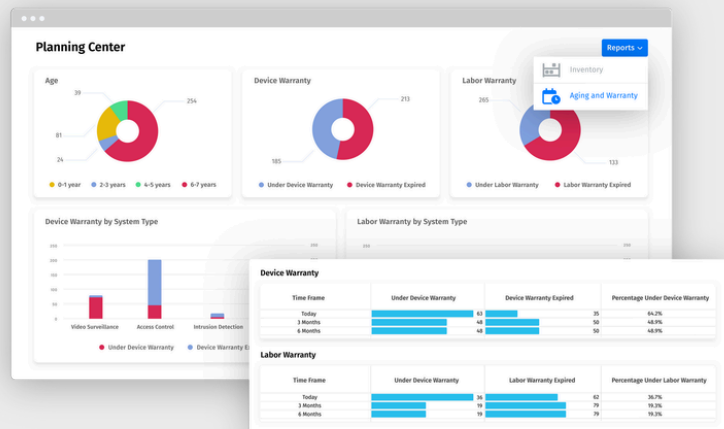 Planning Center
Reports
Inventory
Aging and Warranty
Age
39
254
81
24
0-1 year
2-3 years
4-5 years
6-7 years
Device Warranty
213
185
Under Device Warranty
Device Warranty Expired
Labor Warranty
265
133
Under Labor Warranty
Labor Warranty Expired
Device Warranty by System Type
Video Surveillance Access Control Intrusion Detection
Under Device Warranty
Device Warranty
Labor Warranty by System Type
Device Warranty
Time Frame Under Device Warranty Device Warranty Expired Percentage Under Device Warranty
Today 63 35 64.2%
3 Months 48 50 48.9%
6 Months 48 50 48.9%
Labor Warranty
Time Frame Under Device Warranty Labor Warranty Expired Percentage Under Labor Warranty
Today 36 62 36.7%
3 Months 19 79 19.3%
6 Months 19 79 19.3%